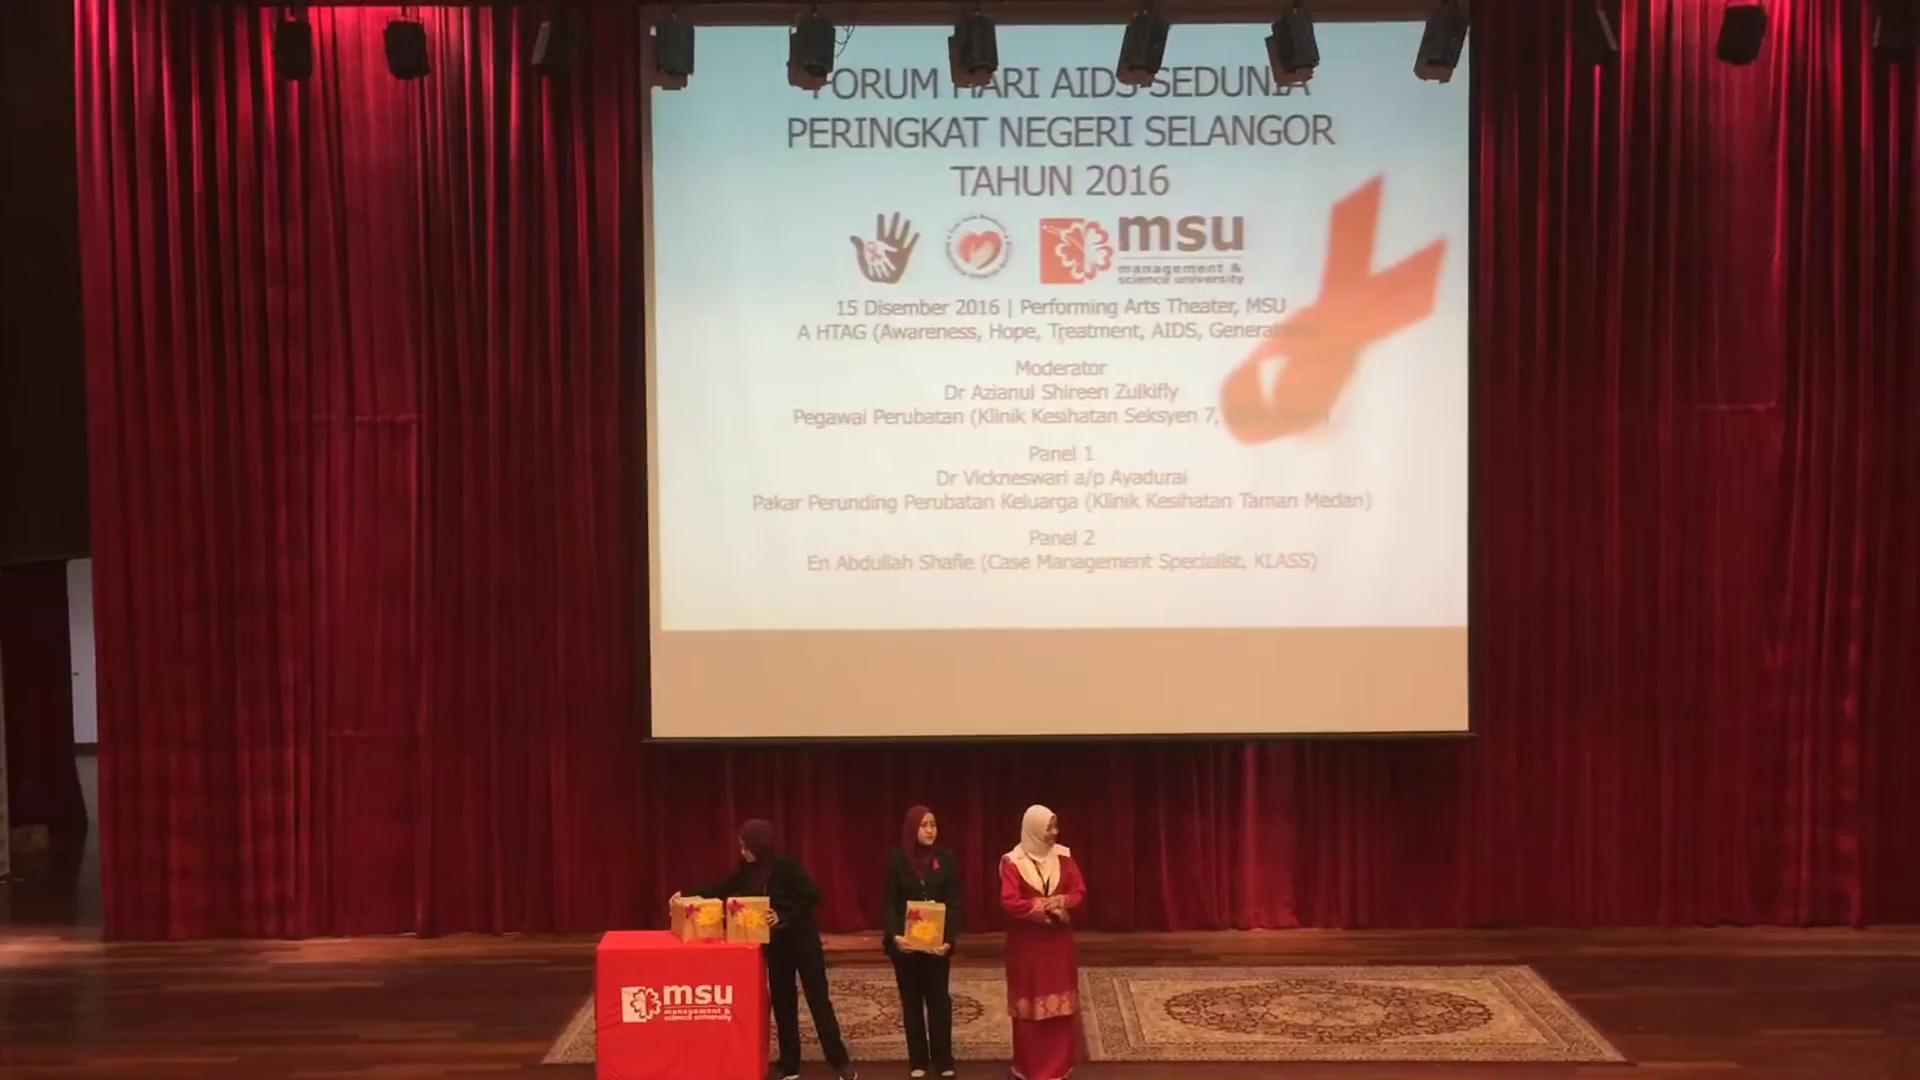 FORUM HARI AIDS SEDUNIA
PERINGKAT NEGERI SELANGOR
TAHUN 2016
msu
management &
science university
15 Disember 2016 | Performing Arts Theater, MSU
A HTAG (Awareness, Hope, Treatment, AIDS,
Moderator
Dr Azianul Shireen Zulkifly
Pegawai Perubatan (Klinik Kesihatan Seksyen 7,
Panel 1
Dr Vickneswari a/p Ayadurai
Pakar Perunding Perubatan Keluarga (Klinik Kesihatan Taman Medan)
Panel 2
En Abdullah Shafie (Case Management Specialist, KLASS)
msu
management &
science university